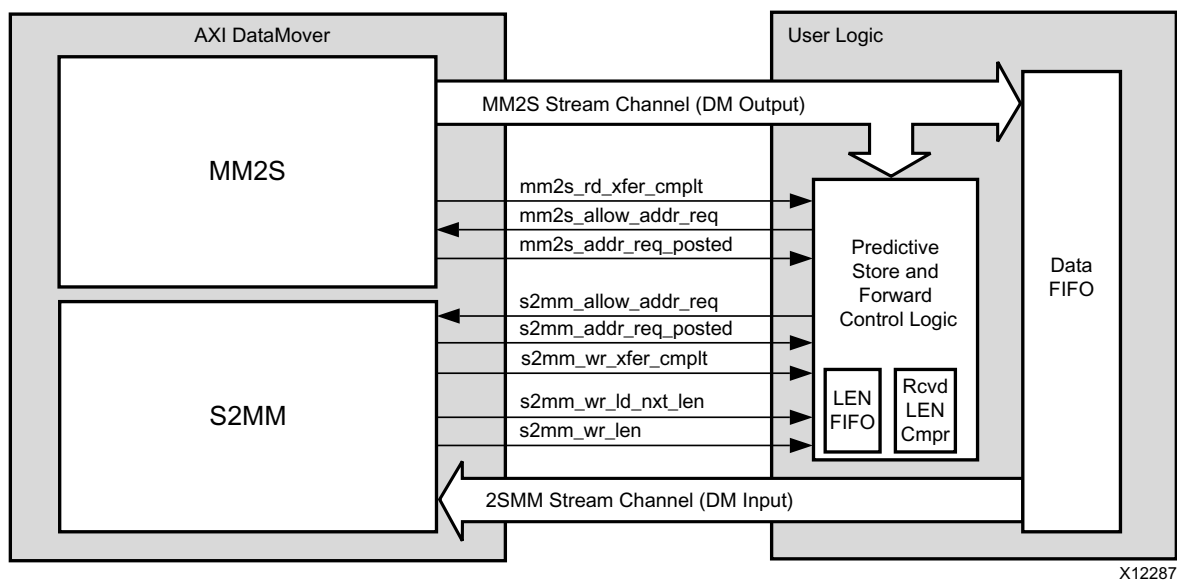 AXI DataMover
User Logic
MM2S Stream Channel (DM Output)
MM2S
mm2s_rd_xfer_cmplt
mm2s_allow_addr_req
mm2s_addr_req_posted
Predictive
Store and
Forward
Control Logic
Data
FIFO
s2mm_allow_addr_req
s2mm_addr_req_posted
s2mm_wr_xfer_cmplt
S2MM
s2mm_wr_ld_nxt_len
s2mm_wr_len
LEN
FIFO
Rcvd
LEN
Cmpr
2SMM Stream Channel (DM Input)
X12287